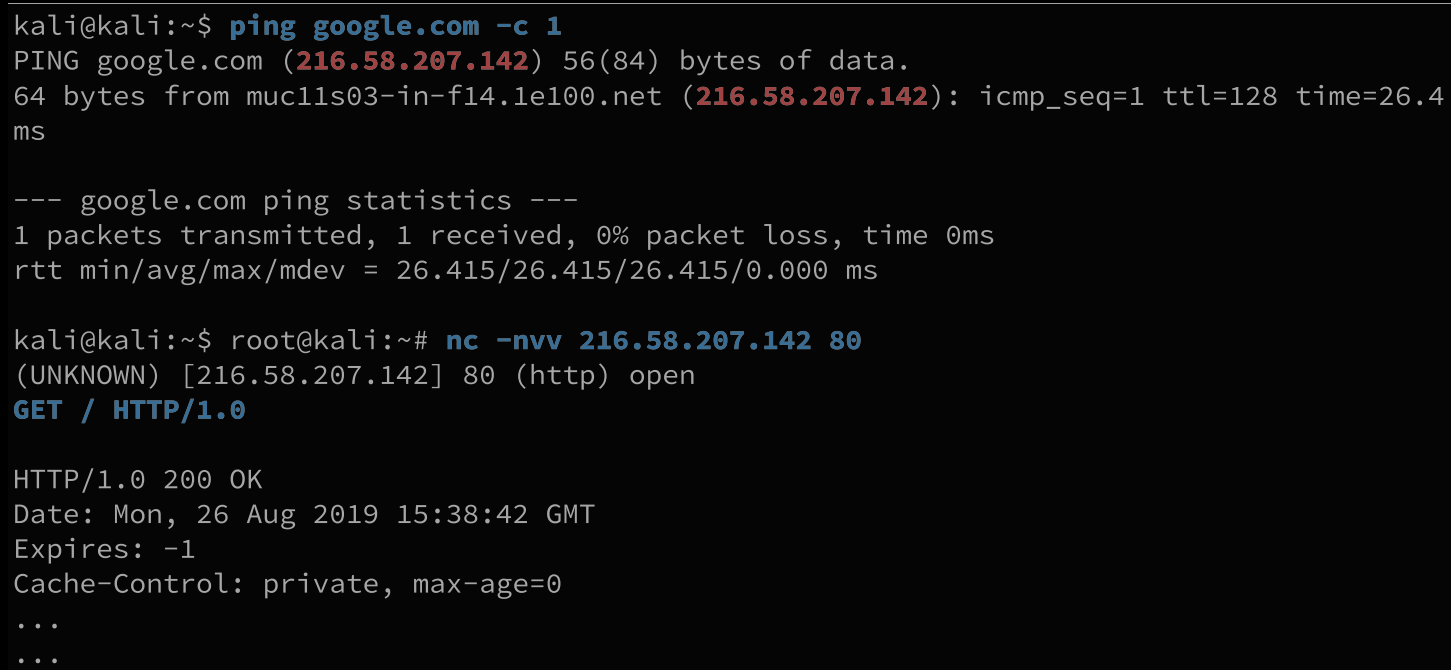 kali@kali:~$ ping google.com -c 1
PING google.com (216.58.207.142) 56(84) bytes of data.
64 bytes from muc11s03-in-f14.1e100.net (216.58.207.142): icmp_seq=1 ttl=128 time=26.4
ms
--- google.com ping statistics ---
1 packets transmitted, 1 received, 0% packet loss, time 0ms
rtt min/avg/max/mdev = 26.415/26.415/26.415/0.000 ms
kali@kali:~$ root@kali:~# nc -nvv 216.58.207.142 80
(UNKNOWN) [216.58.207.142] 80 (http) open
GET / HTTP/1.0
HTTP/1.0 200 OK
Date: Mon, 26 Aug 2019 15:38:42 GMT
Expires: -1
Cache-Control: private, max-age=0
...
...